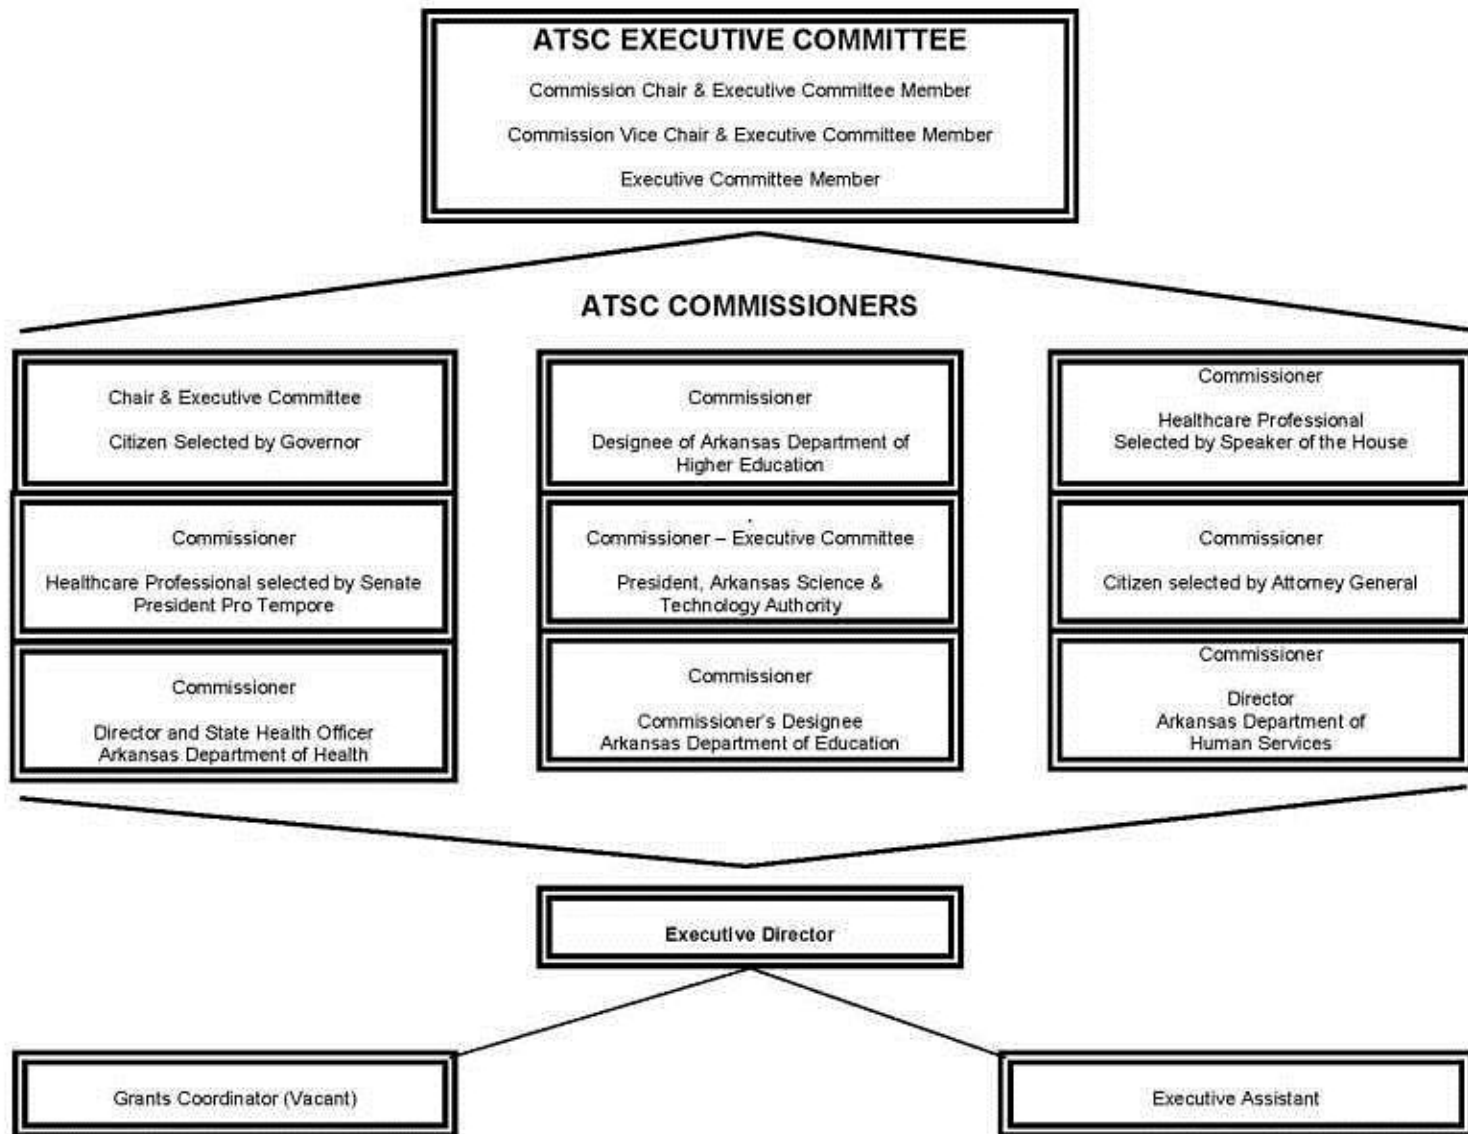 ATSC EXECUTIVE COMMITTEE
Commission Chair & Executive Committee Member
Commission Vice Chair & Executive Committee Member
Executive Committee Member
ATSC COMMISSIONERS
Chair & Executive Committee
Citizen Selected by Governor
Commissioner
Designee of Arkansas Department of
Higher Education
Commissioner
Healthcare Professional
Selected by Speaker of the House
Commissioner
Healthcare Professional selected by Senate
President Pro Tempore
Commissioner – Executive Committee
President, Arkansas Science &
Technology Authority
Commissioner
Citizen selected by Attorney General
Commissioner
Director and State Health Officer
Arkansas Department of Health
Commissioner
Commissioner's Designee
Arkansas Department of Education
Commissioner
Director
Arkansas Department of
Human Services
Executive Director
Grants Coordinator (Vacant)
Executive Assistant